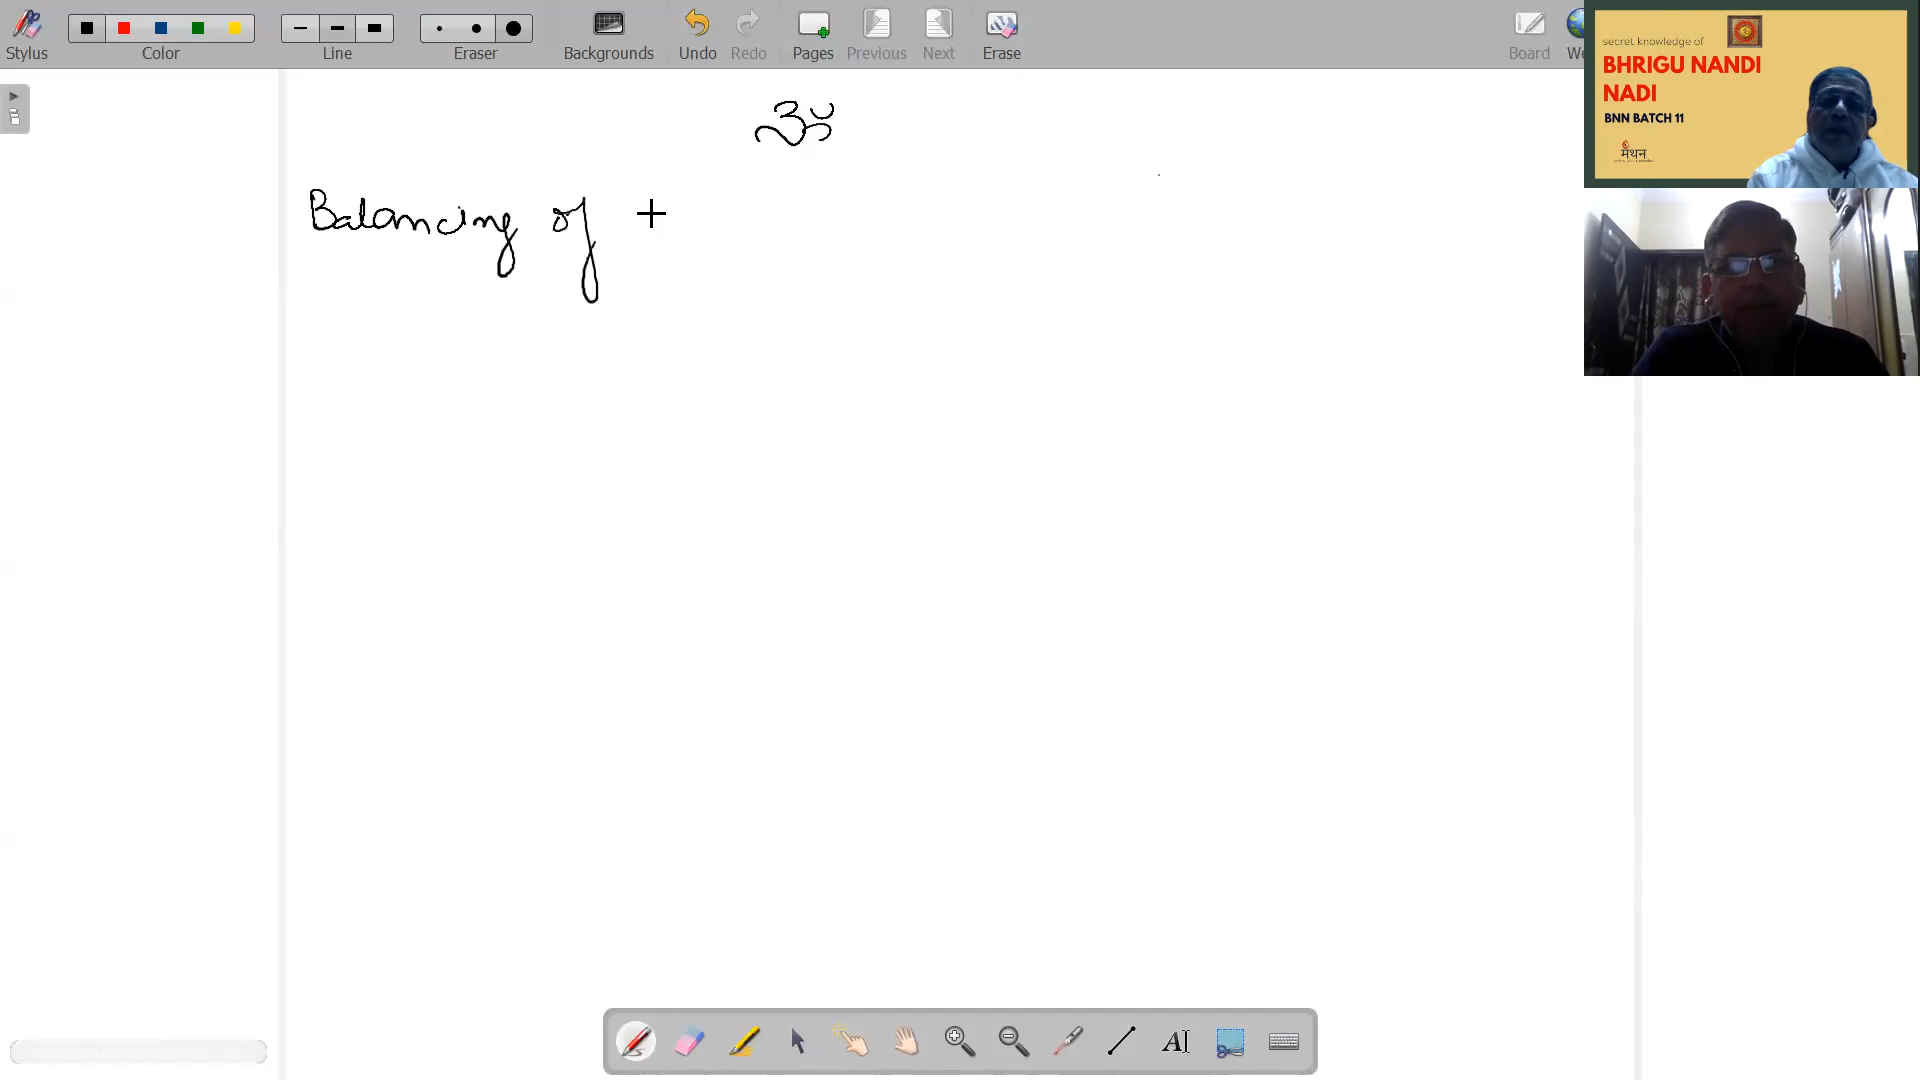 Stylus Color Line Eraser Backgrounds Undo Redo Pages Previous Next Erase Board
ॐ
Balancing of
secret knowledge of
BHRIGU NANDI
NADI
BNN BATCH 11
मंथन